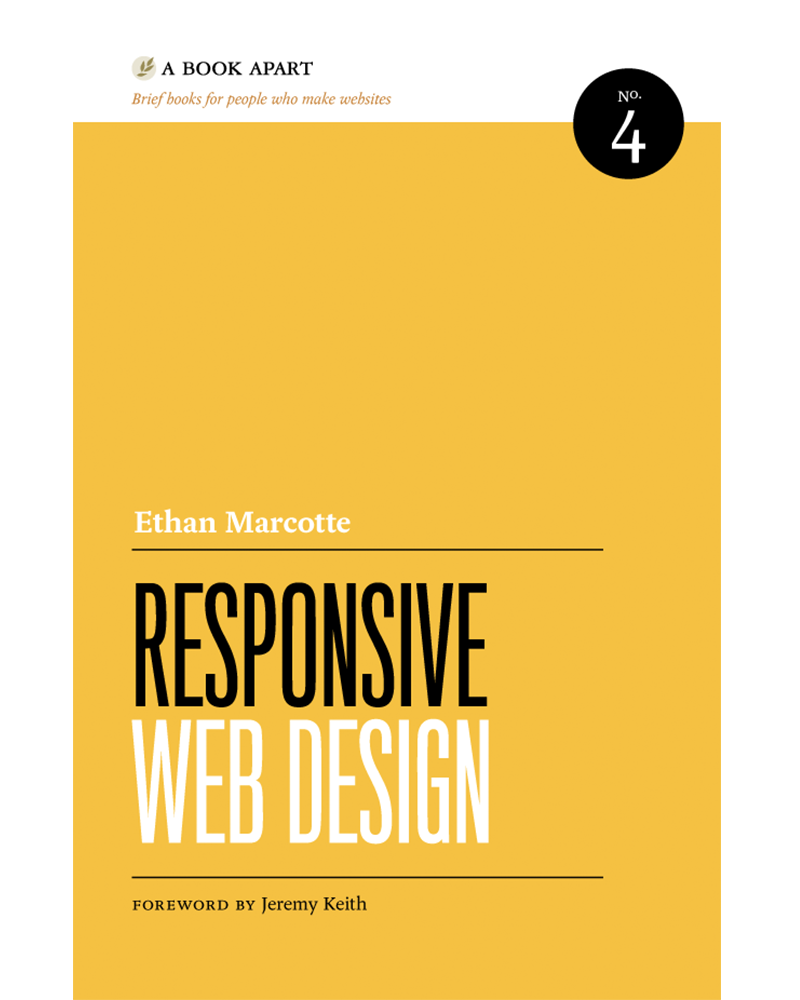 A BOOK APART
Brief books for people who make websites
No.
4
Ethan Marcotte
RESPONSIVE
WEB DESIGN
FOREWORD BY Jeremy Keith